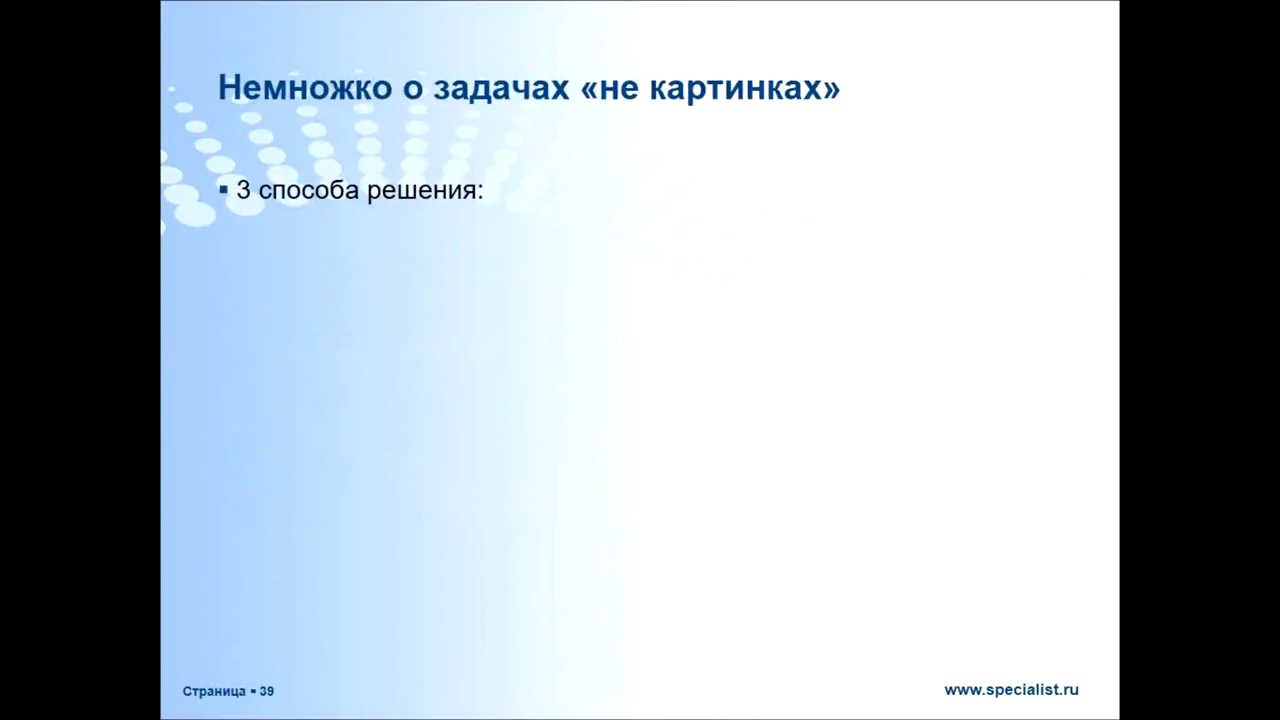 Немножко о задачах «не картинках»
▪ 3 способа решения:
Страница ▪ 39
www.specialist.ru